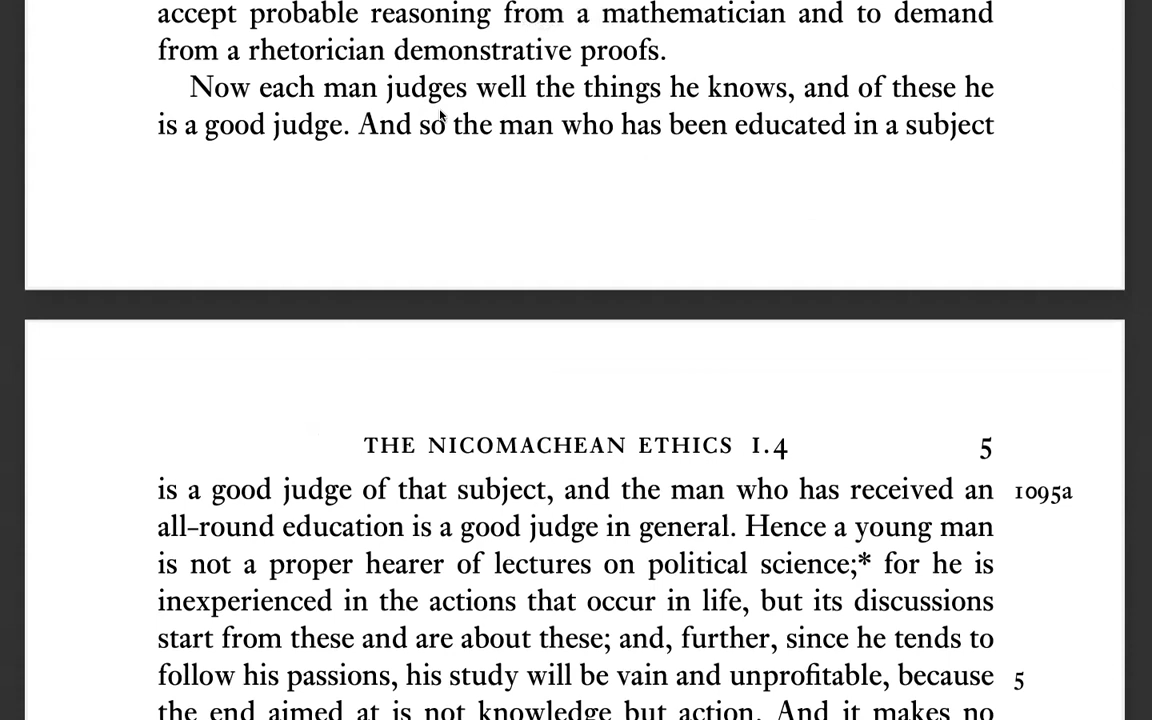 accept probable reasoning from a mathematician and to demand
from a rhetorician demonstrative proofs.
Now each man judges well the things he knows, and of these he
is a good judge. And so the man who has been educated in a subject
THE NICOMACHEAN ETHICS I.4 5
is a good judge of that subject, and the man who has received an 1095a
all-round education is a good judge in general. Hence a young man
is not a proper hearer of lectures on political science;* for he is
inexperienced in the actions that occur in life, but its discussions
start from these and are about these; and, further, since he tends to
follow his passions, his study will be vain and unprofitable, because 5
the end aimed at is not knowledge but action. And it makes no